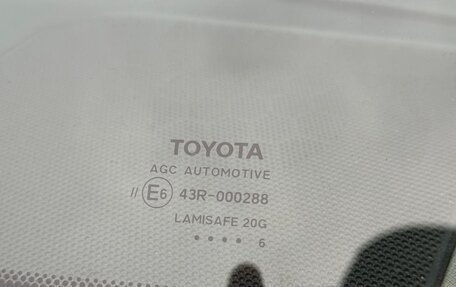 TOYOTA
AGC AUTOMOTIVE
// E6 43R-000288
LAMISAFE 20G
•••• 6